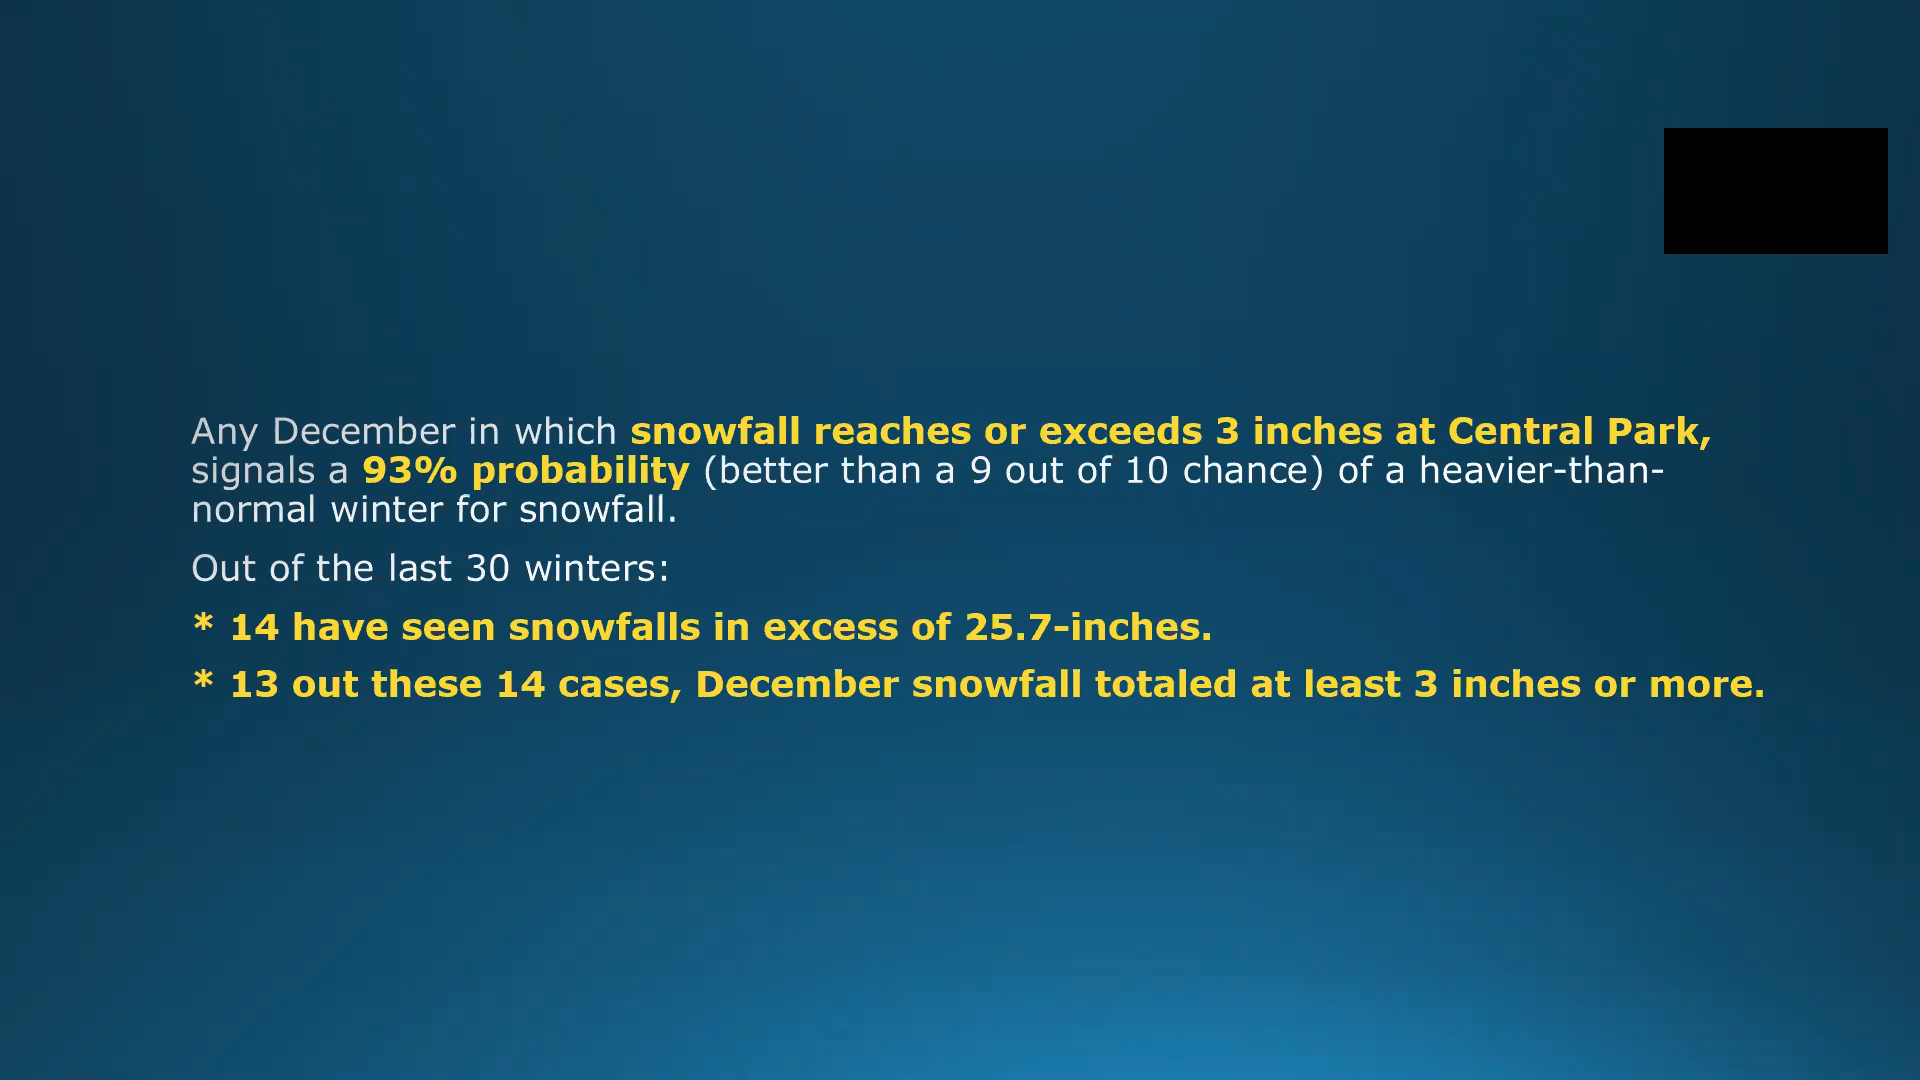 Any December in which snowfall reaches or exceeds 3 inches at Central Park,
signals a 93% probability (better than a 9 out of 10 chance) of a heavier-than-
normal winter for snowfall.
Out of the last 30 winters:
* 14 have seen snowfalls in excess of 25.7-inches.
* 13 out these 14 cases, December snowfall totaled at least 3 inches or more.